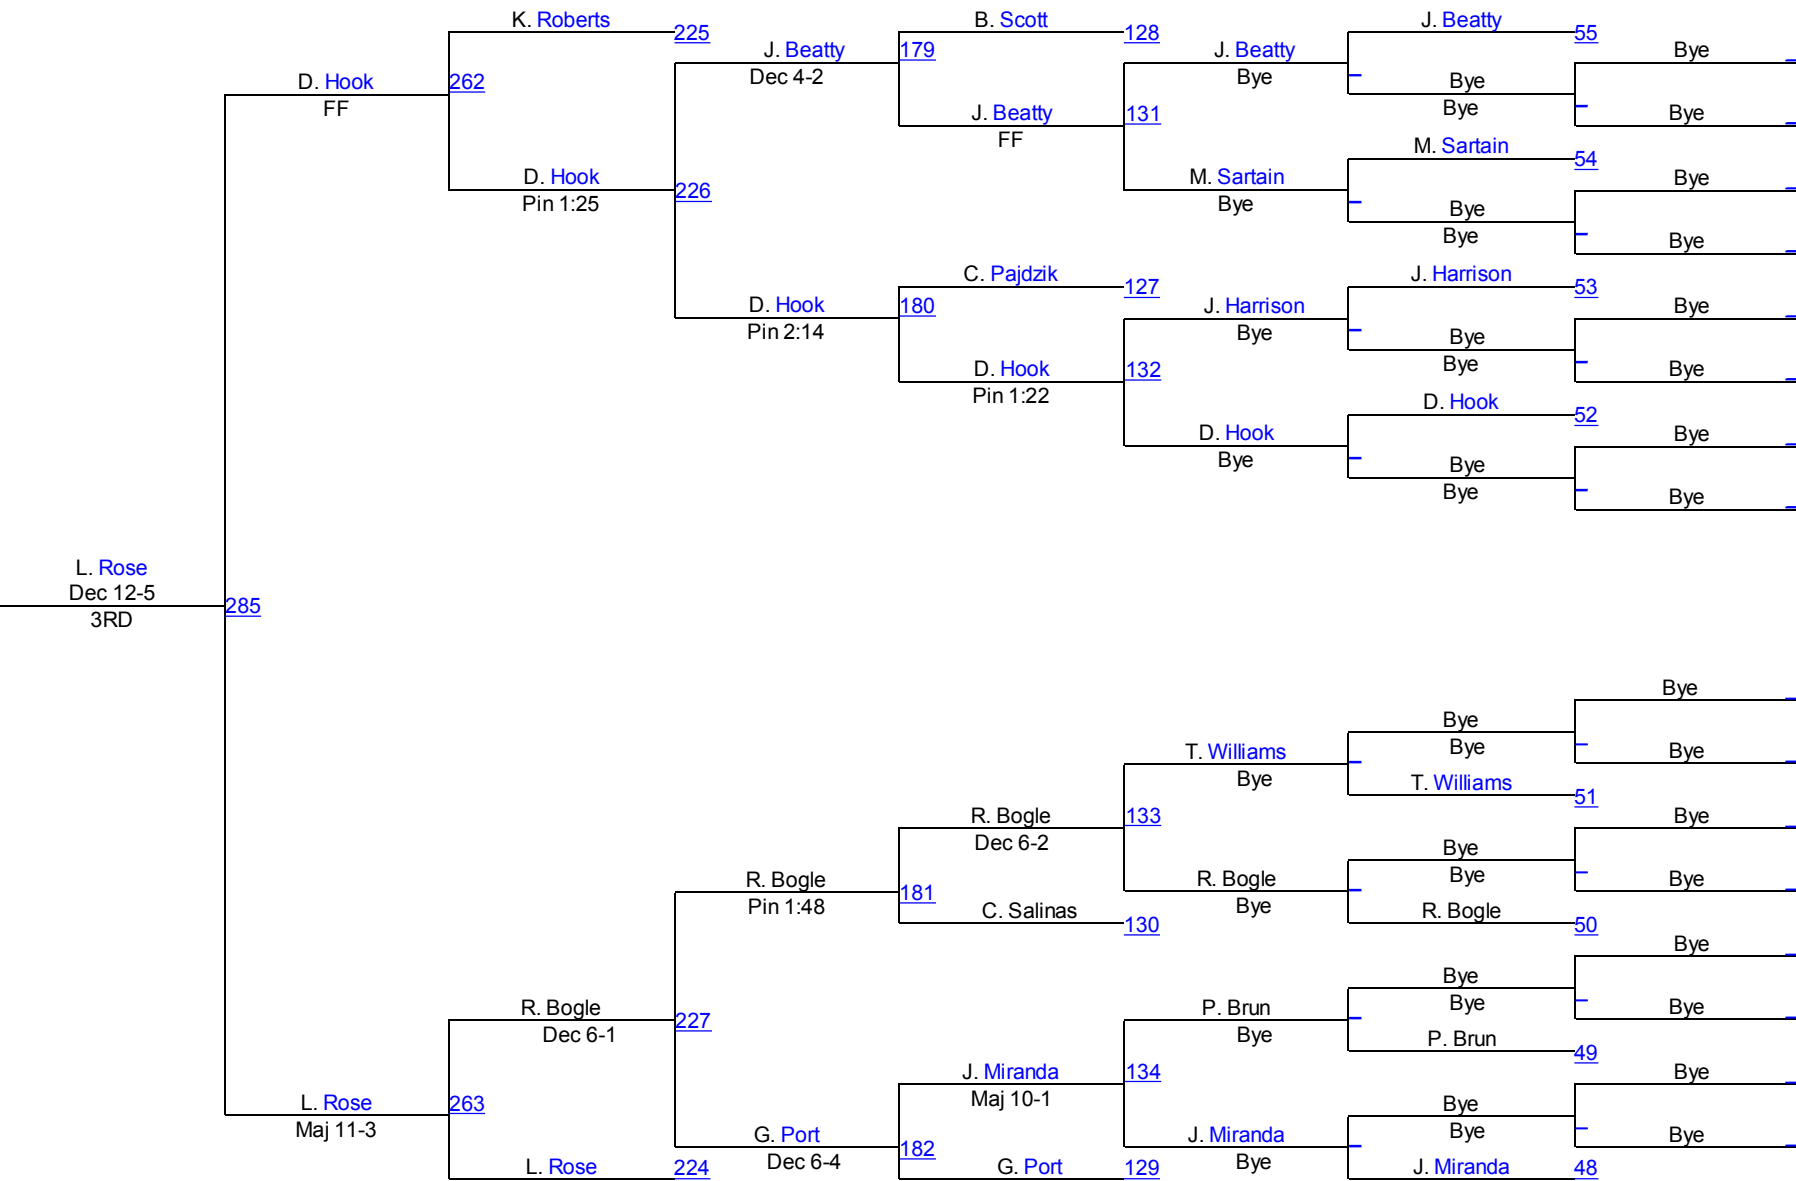 K. Roberts
B. Scott
J. Beatty
225
128
55
J. Beatty
179
J. Beatty
Bye
Dec 4-2
Bye
D. Hook
262
Bye
FF
J. Beatty
131
Bye
Bye
FF
M. Sartain
54
D. Hook
M. Sartain
Bye
Pin 1:25
226
Bye
Bye
Bye
Bye
C. Pajdzik
127
J. Harrison
53
D. Hook
180
J. Harrison
Bye
Pin 2:14
Bye
Bye
D. Hook
132
Bye
Bye
Pin 1:22
D. Hook
52
D. Hook
Bye
Bye
Bye
Bye
Bye
L. Rose
Dec 12-5
285
3RD
Bye
Bye
T. Williams
Bye
Bye
Bye
T. Williams
51
R. Bogle
133
Bye
Dec 6-2
Bye
R. Bogle
181
R. Bogle
Bye
Bye
Pin 1:48
C. Salinas
130
Bye
R. Bogle
50
Bye
Bye
R. Bogle
227
P. Brun
Bye
Bye
Dec 6-1
Bye
P. Brun
49
J. Miranda
134
Bye
L. Rose
263
Maj 10-1
Bye
Maj 11-3
G. Port
182
J. Miranda
Bye
Bye
Dec 6-4
Bye
L. Rose
224
G. Port
129
J. Miranda
48